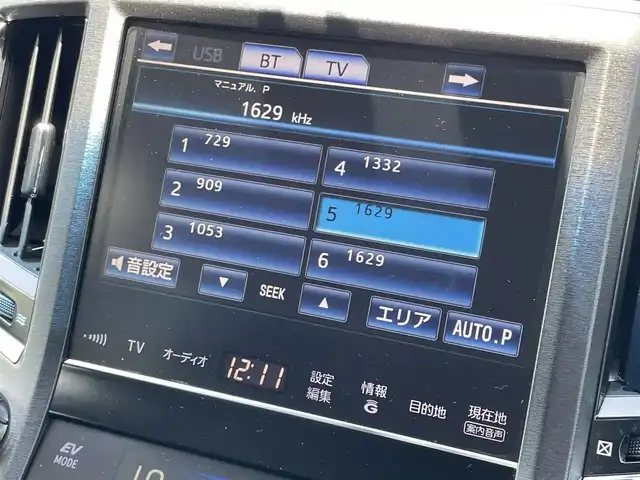 USB BT TV
マニュアル. P
1629 kHz
1 729
4 1332
2 909
5 1629
3 1053
6 1629
音設定
SEEK
エリア
AUTO.P
TV
オーディオ
12:11
設定
編集
情報
G
目的地
現在地
案内音声
EV
MODE